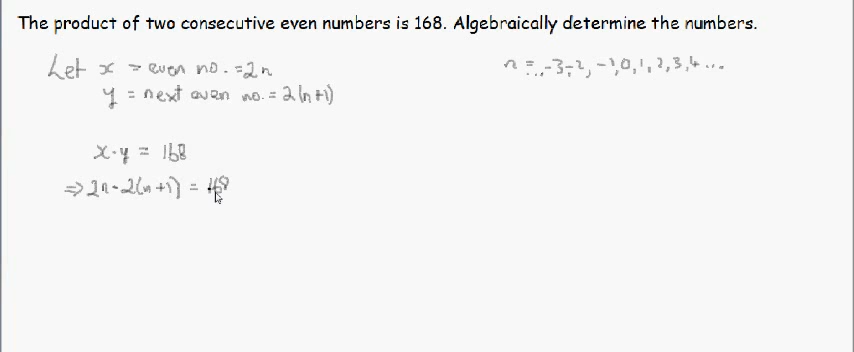 The product of two consecutive even numbers is 168. Algebraically determine the numbers.
Let x = even no. = 2n
n = ..-3,-2, -1,0,1,2,3,4 ...
y = next even no. = 2(n+1)
x·y = 168
⇒ 2n·2(n+1) = 168